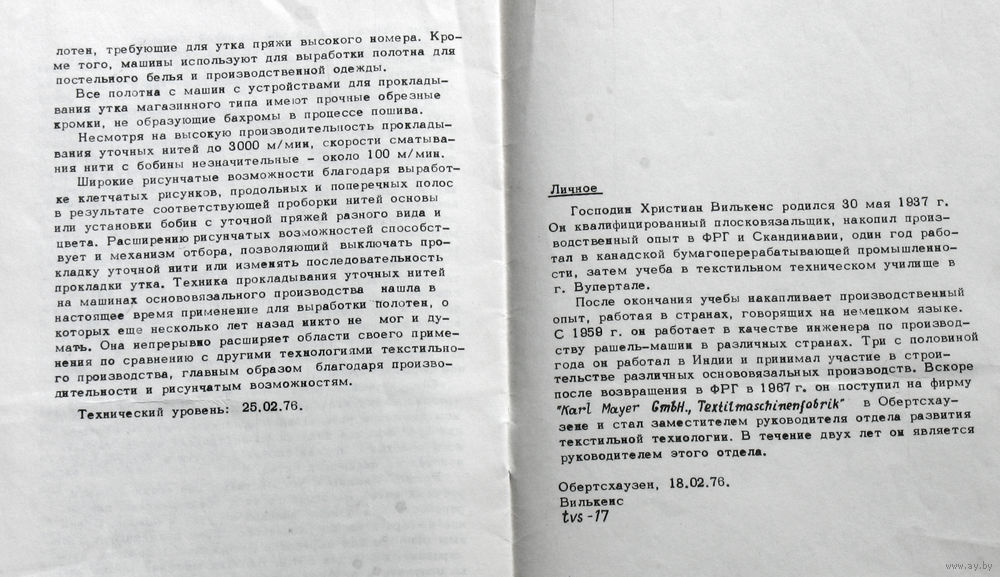 лотен, требующие для утка пряжи высокого номера. Кро-
ме того, машины используют для выработки полотна для
постельного белья и производственной одежды.
Все полотна с машин с устройствами для проклады-
вания утка магазинного типа имеют прочные обрезные
кромки, не образующие бахромы в процессе пошива.
Несмотря на высокую производительность проклады-
вания уточных нитей до 3000 м/мин, скорости сматыва-
ния нити с бобины незначительные - около 100 м/мин.
Широкие рисунчатые возможности благодаря выработ-
ке клетчатых рисунков, продольных и поперечных полос
в результате соответствующей проборки нитей основы
или установки бобин с уточной пряжей разного вида и
цвета. Расширению рисунчатых возможностей способст-
вует и механизм отбора, позволяющий выключать про-
кладку уточной нити или изменять последовательность
прокладки утка. Техника прокладывания уточных нитей
на машинах основовязального производства нашла в
настоящее время применение для выработки полотен, о
которых еще несколько лет назад никто не мог и ду-
мать. Она непрерывно расширяет области своего приме-
нения по сравнению с другими технологиями текстильно-
го производства, главным образом благодаря произво-
дительности и рисунчатым возможностям.
Технический уровень: 25.02.76.
Личное
Господин Христиан Вилькенс родился 30 мая 1937 г.
Он квалифицированный плосковязальщик, накопил произ-
водственный опыт в ФРГ и Скандинавии, один год рабо-
тал в канадской бумагоперерабатывающей промышленно-
сти, затем учеба в текстильном техническом училище в
г. Вупертале.
После окончания учебы накапливает производственный
опыт, работая в странах, говорящих на немецком языке.
С 1959 г. он работает в качестве инженера по производ-
ству рашель-машин в различных странах. Три с половиной
года он работал в Индии и принимал участие в строи-
тельстве различных основовязальных производств. Вскоре
после возвращения в ФРГ в 1967 г. он поступил на фирму
"Karl Mayer GmbH., Textilmaschinenfabrik" в Обертсхау-
зене и стал заместителем руководителя отдела развития
текстильной технологии. В течение двух лет он является
руководителем этого отдела.
Обертсхаузен, 18.02.76.
Вилькенс
tvs-17
www.ay.by